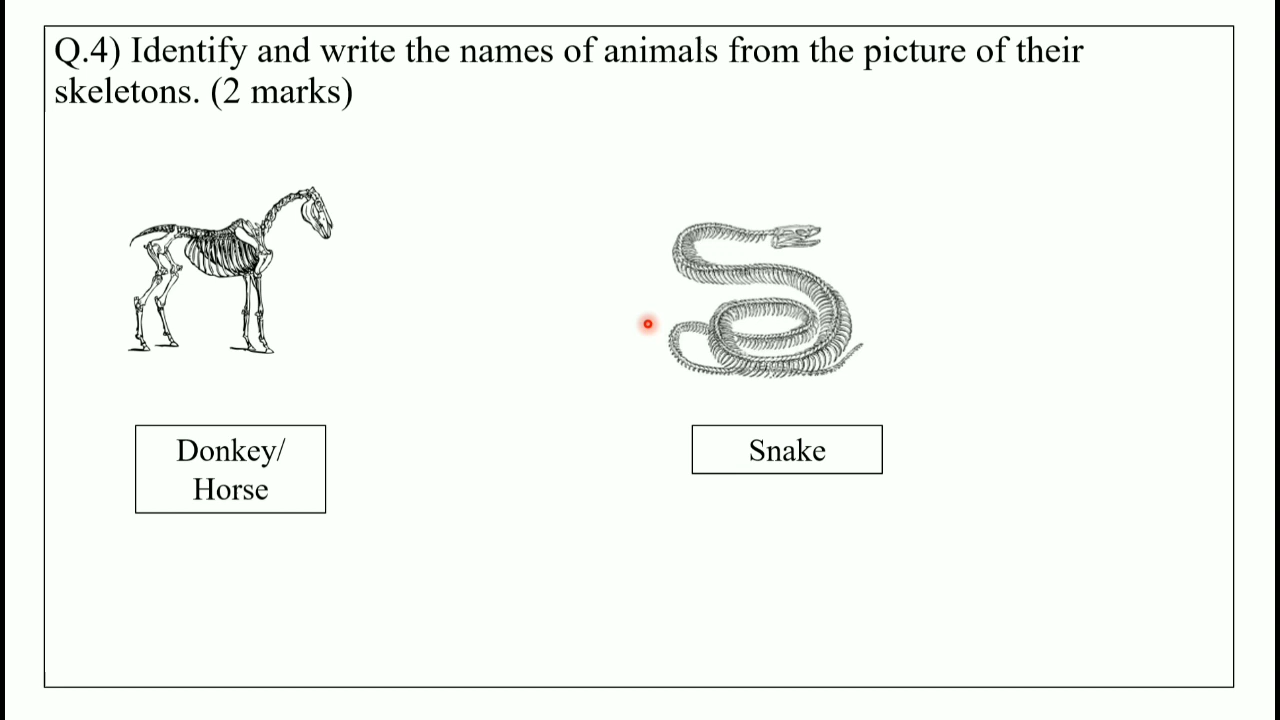 Q.4) Identify and write the names of animals from the picture of their
skeletons. (2 marks)
Donkey/
Horse
Snake